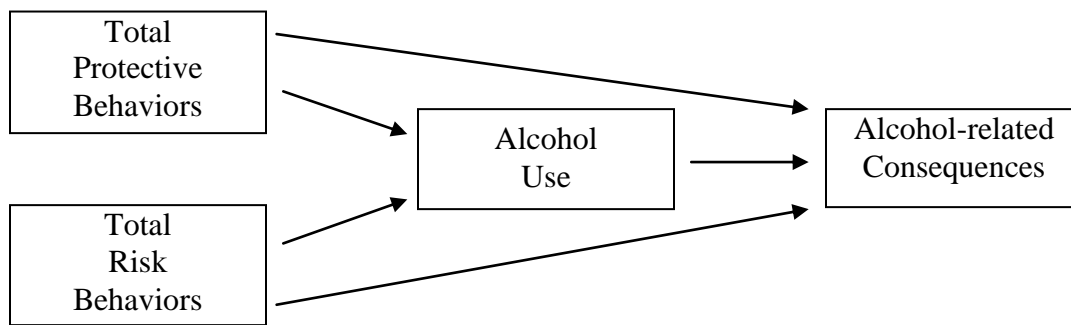 Total
Protective
Behaviors
Alcohol
Use
Alcohol-related
Consequences
Total
Risk
Behaviors